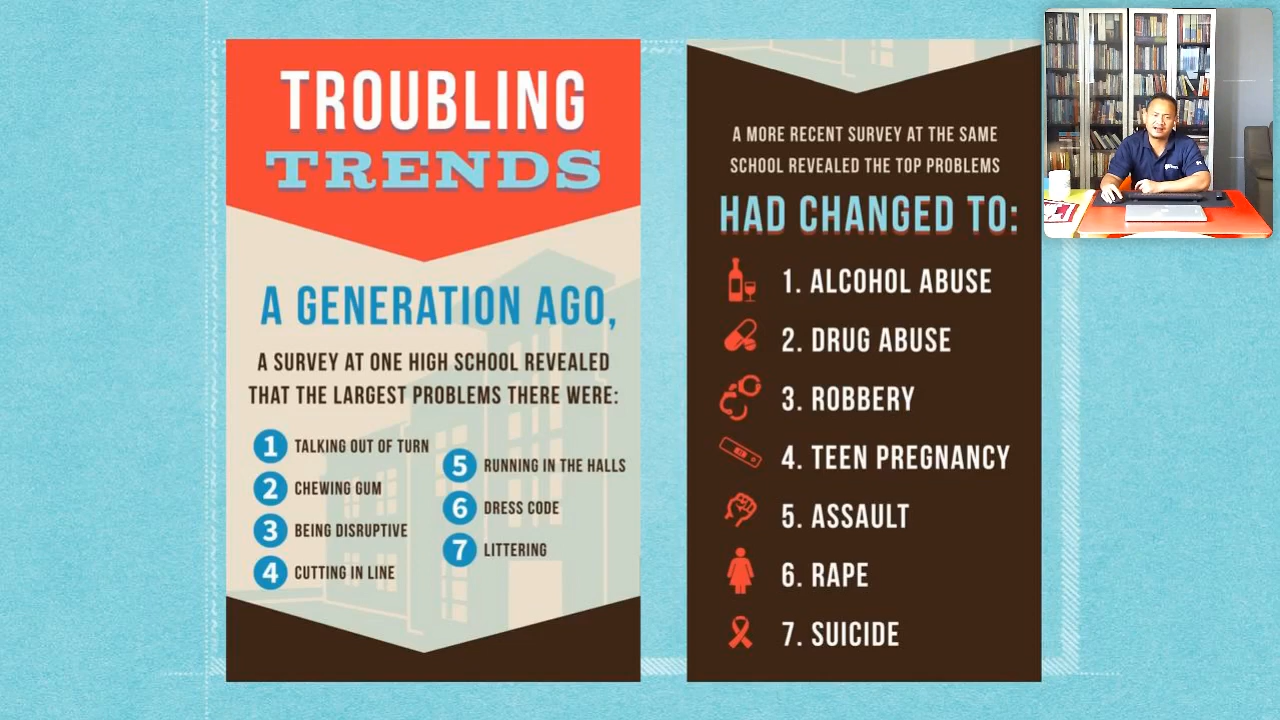 TROUBLING
TRENDS
A GENERATION AGO,
A SURVEY AT ONE HIGH SCHOOL REVEALED
THAT THE LARGEST PROBLEMS THERE WERE:
1 TALKING OUT OF TURN
2 CHEWING GUM
3 BEING DISRUPTIVE
4 CUTTING IN LINE
5 RUNNING IN THE HALLS
6 DRESS CODE
7 LITTERING
A MORE RECENT SURVEY AT THE SAME
SCHOOL REVEALED THE TOP PROBLEMS
HAD CHANGED TO:
1. ALCOHOL ABUSE
2. DRUG ABUSE
3. ROBBERY
4. TEEN PREGNANCY
5. ASSAULT
6. RAPE
7. SUICIDE